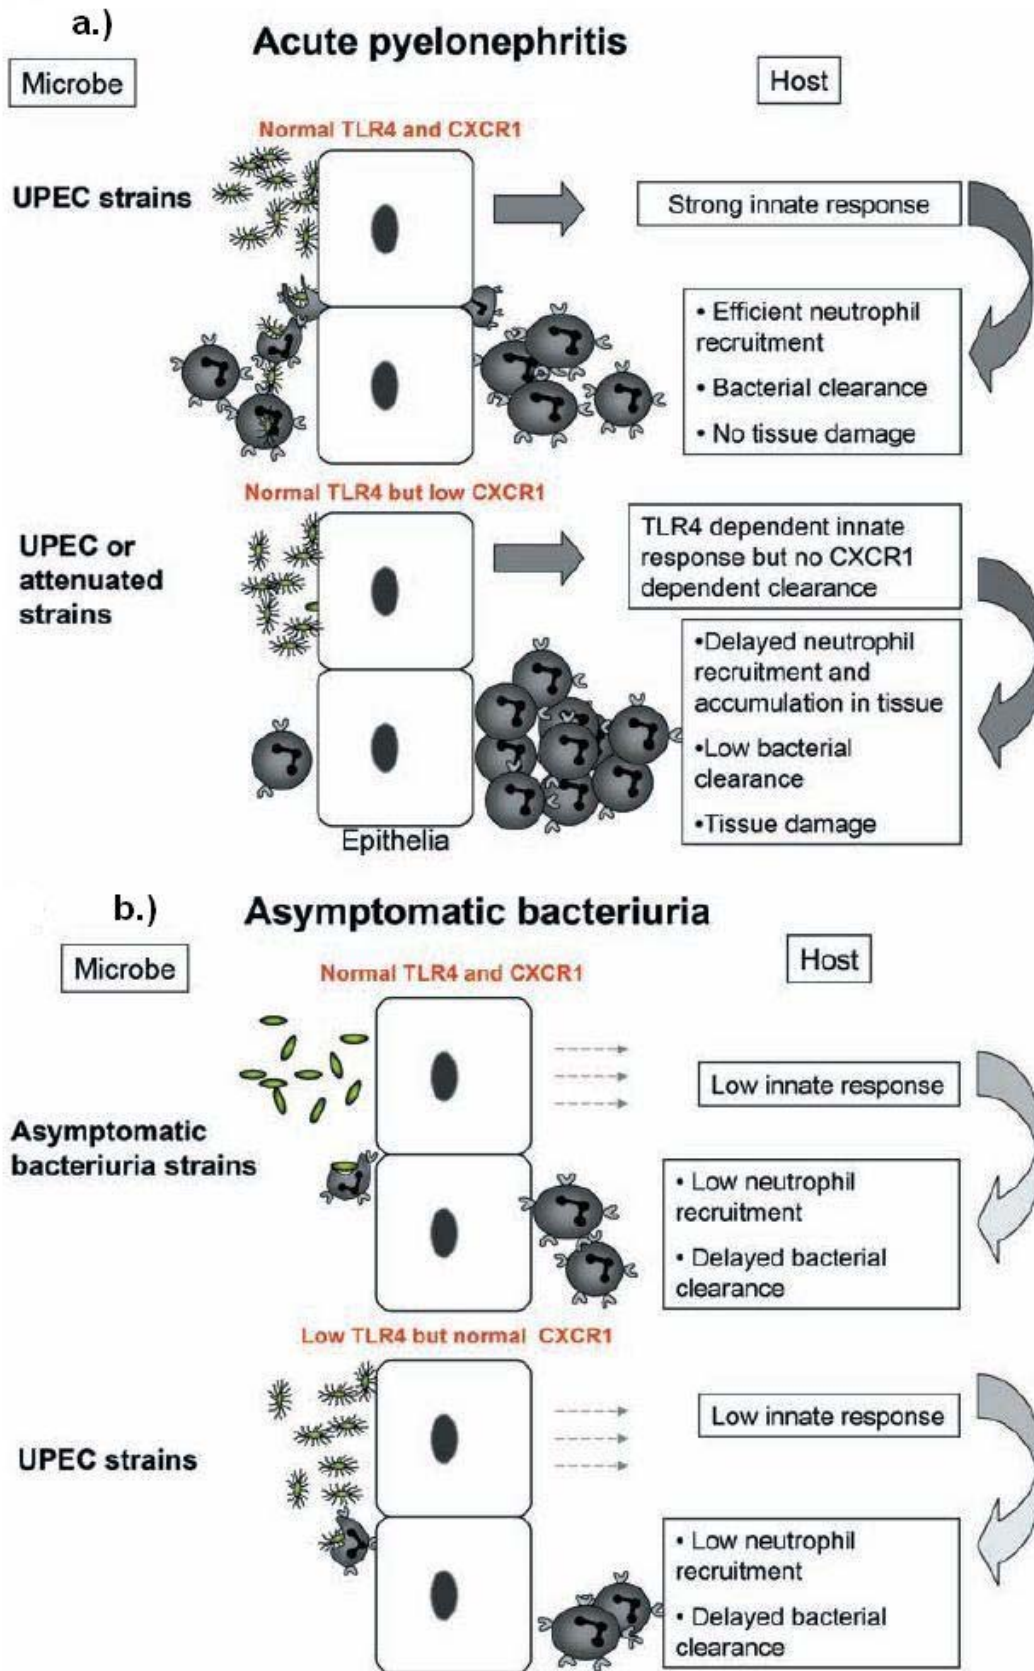 a.)
Acute pyelonephritis
Microbe
Host
Normal TLR4 and CXCR1
UPEC strains
Strong innate response
• Efficient neutrophil
recruitment
• Bacterial clearance
• No tissue damage
Normal TLR4 but low CXCR1
UPEC or
attenuated
strains
TLR4 dependent innate
response but no CXCR1
dependent clearance
•Delayed neutrophil
recruitment and
accumulation in tissue
•Low bacterial
clearance
•Tissue damage
Epithelia
b.)
Asymptomatic bacteriuria
Microbe
Host
Normal TLR4 and CXCR1
Asymptomatic
bacteriuria strains
Low innate response
• Low neutrophil
recruitment
• Delayed bacterial
clearance
Low TLR4 but normal CXCR1
UPEC strains
Low innate response
• Low neutrophil
recruitment
• Delayed bacterial
clearance